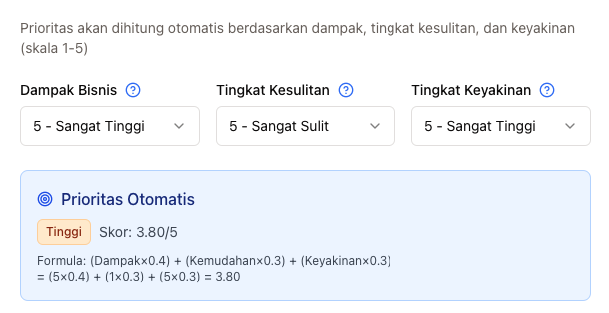 Prioritas akan dihitung otomatis berdasarkan dampak, tingkat kesulitan, dan keyakinan
(skala 1-5)
Dampak Bisnis ? Tingkat Kesulitan ? Tingkat Keyakinan ?
5 - Sangat Tinggi 5 - Sangat Sulit 5 - Sangat Tinggi
Prioritas Otomatis
Tinggi Skor: 3.80/5
Formula: (Dampak×0.4) + (Kemudahan×0.3) + (Keyakinan×0.3)
= (5×0.4) + (1×0.3) + (5×0.3) = 3.80